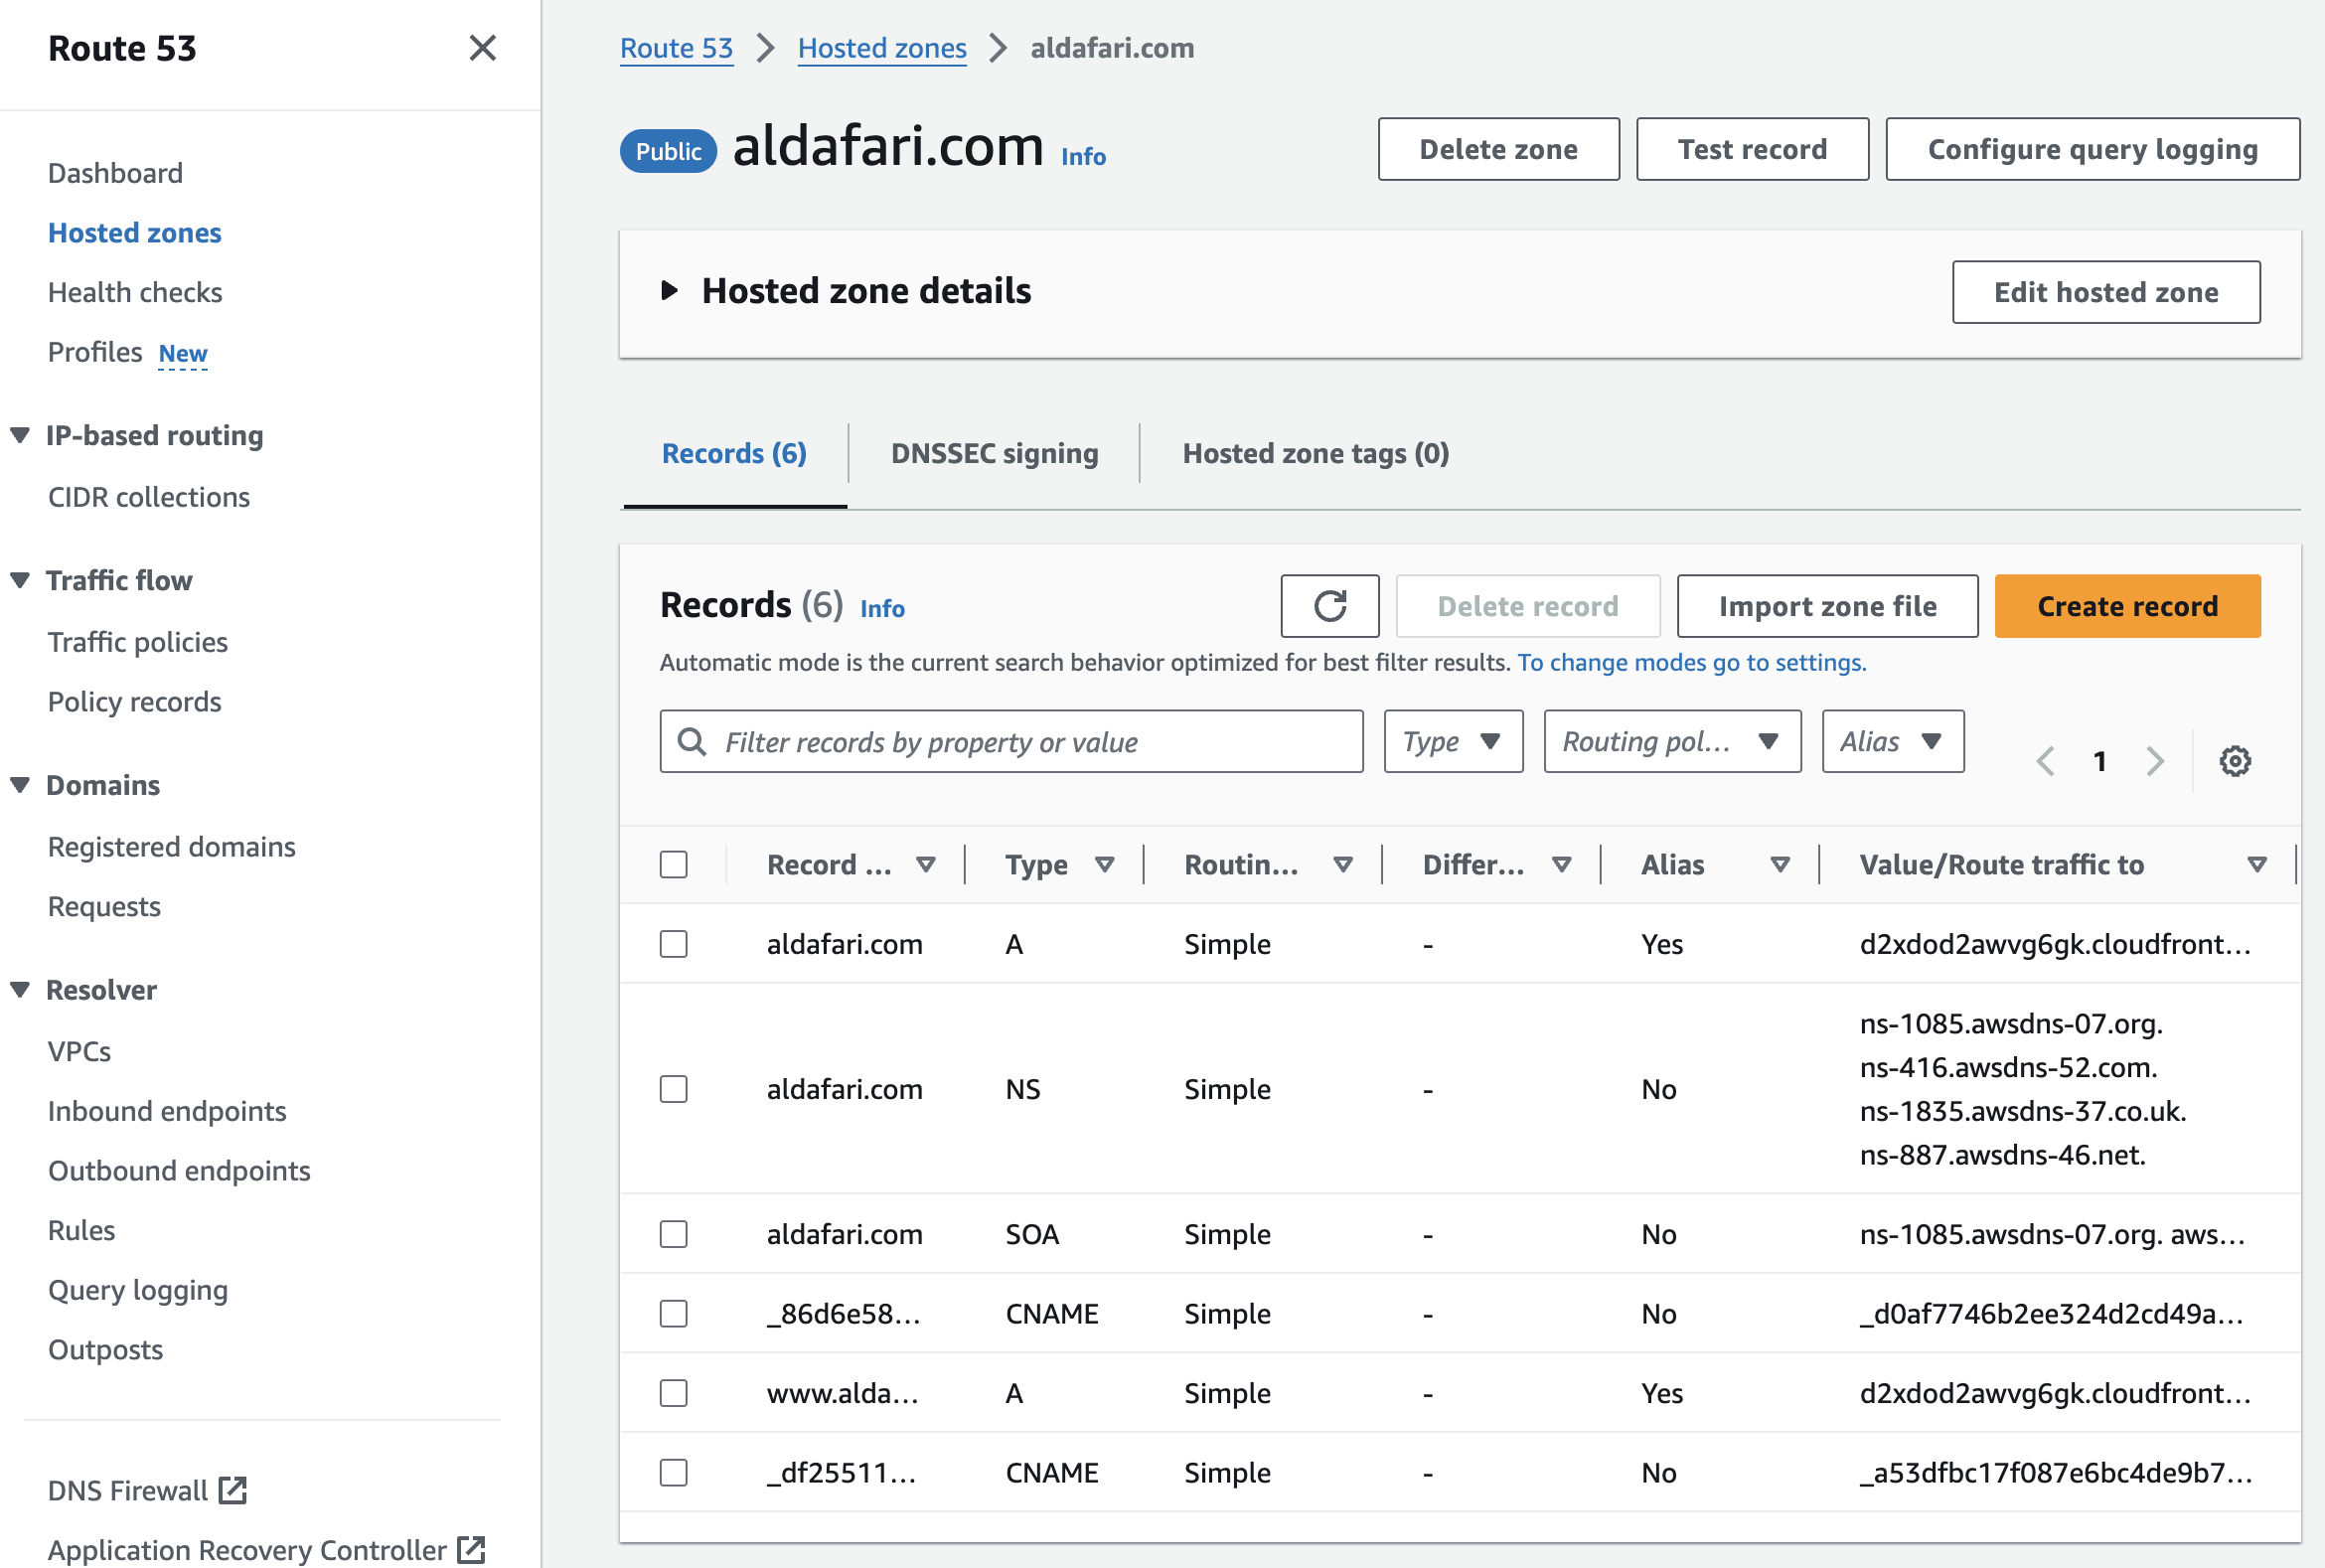 Route 53
Dashboard
Hosted zones
Health checks
Profiles New
IP-based routing
CIDR collections
Traffic flow
Traffic policies
Policy records
Domains
Registered domains
Requests
Resolver
VPCs
Inbound endpoints
Outbound endpoints
Rules
Query logging
Outposts
DNS Firewall
Application Recovery Controller
Route 53 > Hosted zones > aldafari.com
Public aldafari.com Info Delete zone Test record Configure query logging
Hosted zone details Edit hosted zone
Records (6) DNSSEC signing Hosted zone tags (0)
Records (6) Info Delete record Import zone file Create record
Automatic mode is the current search behavior optimized for best filter results. To change modes go to settings.
Filter records by property or value Type Routing pol... Alias 1
Record ... Type Routin... Differ... Alias Value/Route traffic to
aldafari.com A Simple - Yes d2xdod2awvg6gk.cloudfront...
aldafari.com NS Simple - No ns-1085.awsdns-07.org.
ns-416.awsdns-52.com.
ns-1835.awsdns-37.co.uk.
ns-887.awsdns-46.net.
aldafari.com SOA Simple - No ns-1085.awsdns-07.org. aws...
_86d6e58... CNAME Simple - No _d0af7746b2ee324d2cd49a...
www.alda... A Simple - Yes d2xdod2awvg6gk.cloudfront...
_df25511... CNAME Simple - No _a53dfbc17f087e6bc4de9b7...